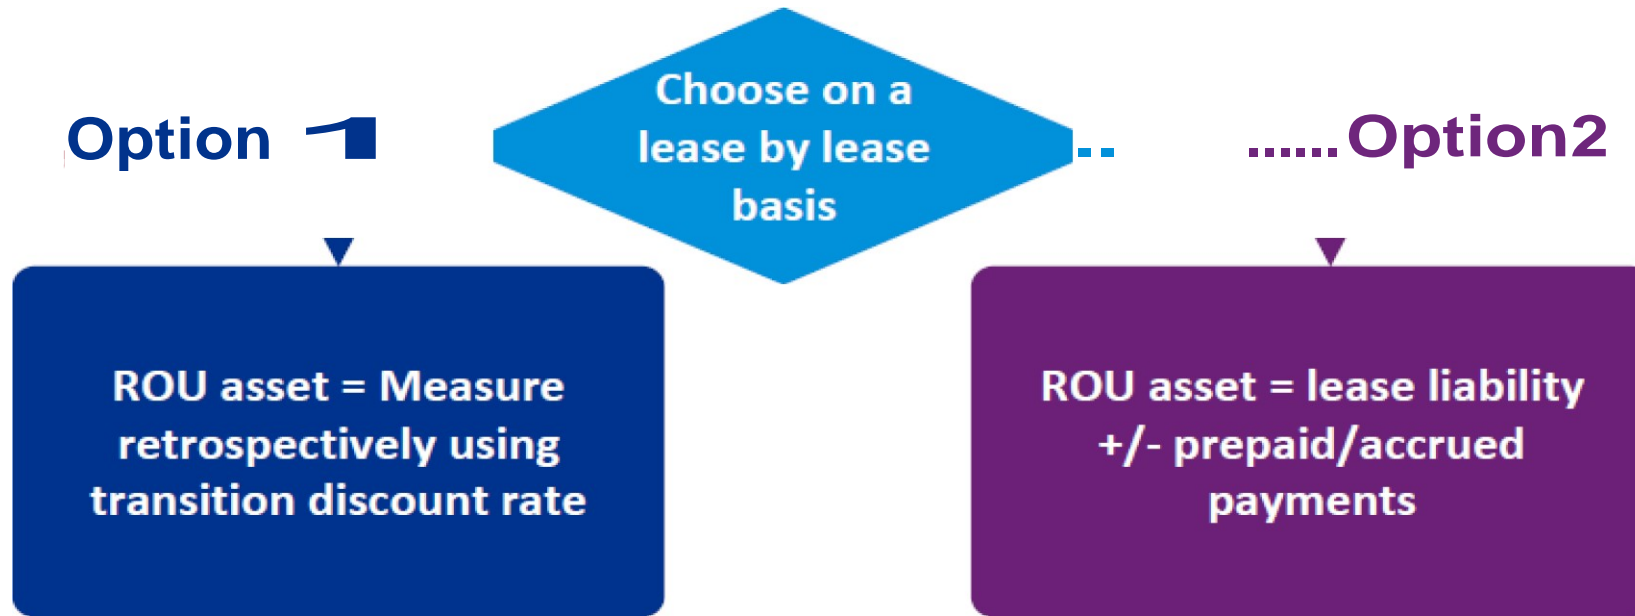 Choose on a
lease by lease
basis
Option 1
Option2
ROU asset = Measure
retrospectively using
transition discount rate
ROU asset = lease liability
+/- prepaid/accrued
payments